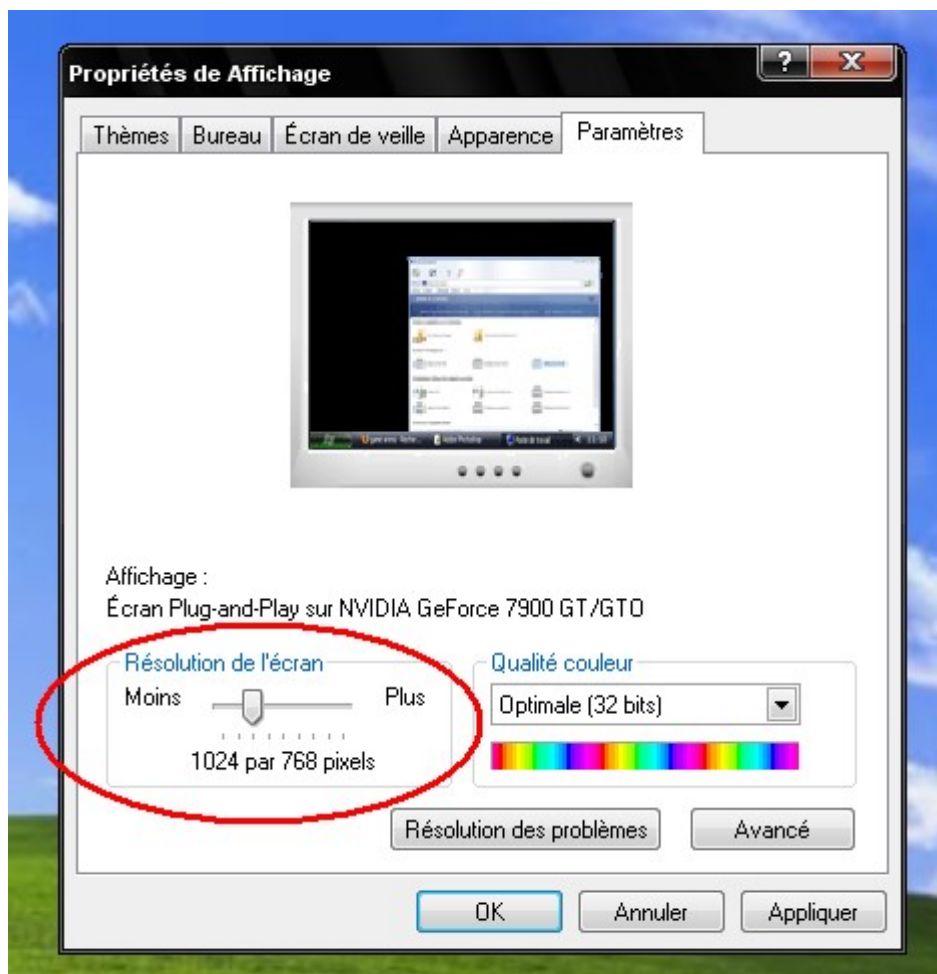 Propriétés de Affichage
Thèmes Bureau Écran de veille Apparence Paramètres
Affichage :
Écran Plug-and-Play sur NVIDIA GeForce 7900 GT/GTO
Résolution de l'écran
Moins Plus
1024 par 768 pixels
Qualité couleur
Optimale (32 bits)
Résolution des problèmes Avancé
OK Annuler Appliquer